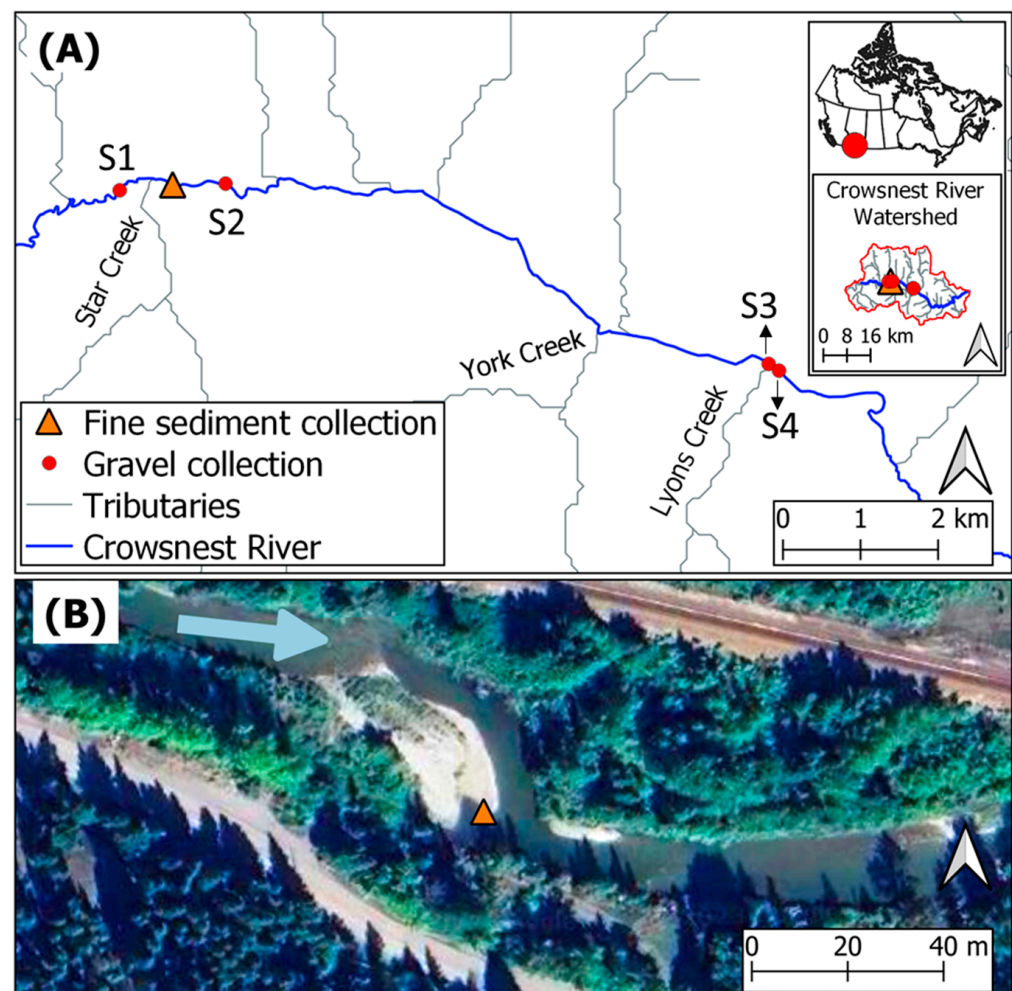 (A)
S1
S2
Star Creek
York Creek
S3
S4
Lyons Creek
Crowsnest River
Watershed
0 8 16 km
Fine sediment collection
Gravel collection
Tributaries
Crowsnest River
0 1 2 km
(B)
0 20 40 m